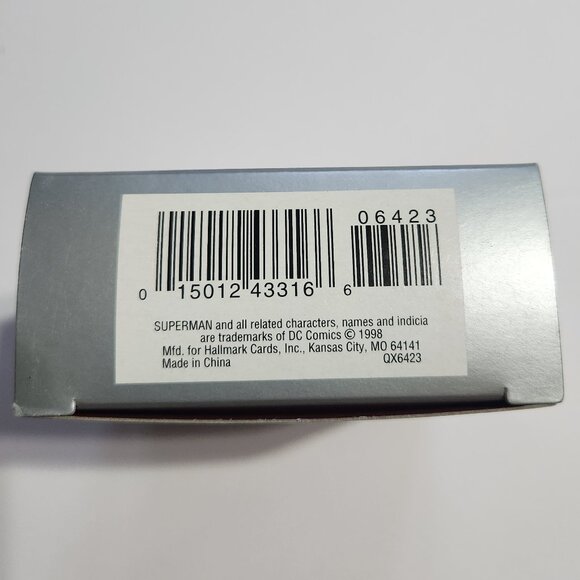 06423
0 15012 43316 6
SUPERMAN and all related characters, names and indicia
are trademarks of DC Comics © 1998
Mfd. for Hallmark Cards, Inc., Kansas City, MO 64141
Made in China QX6423